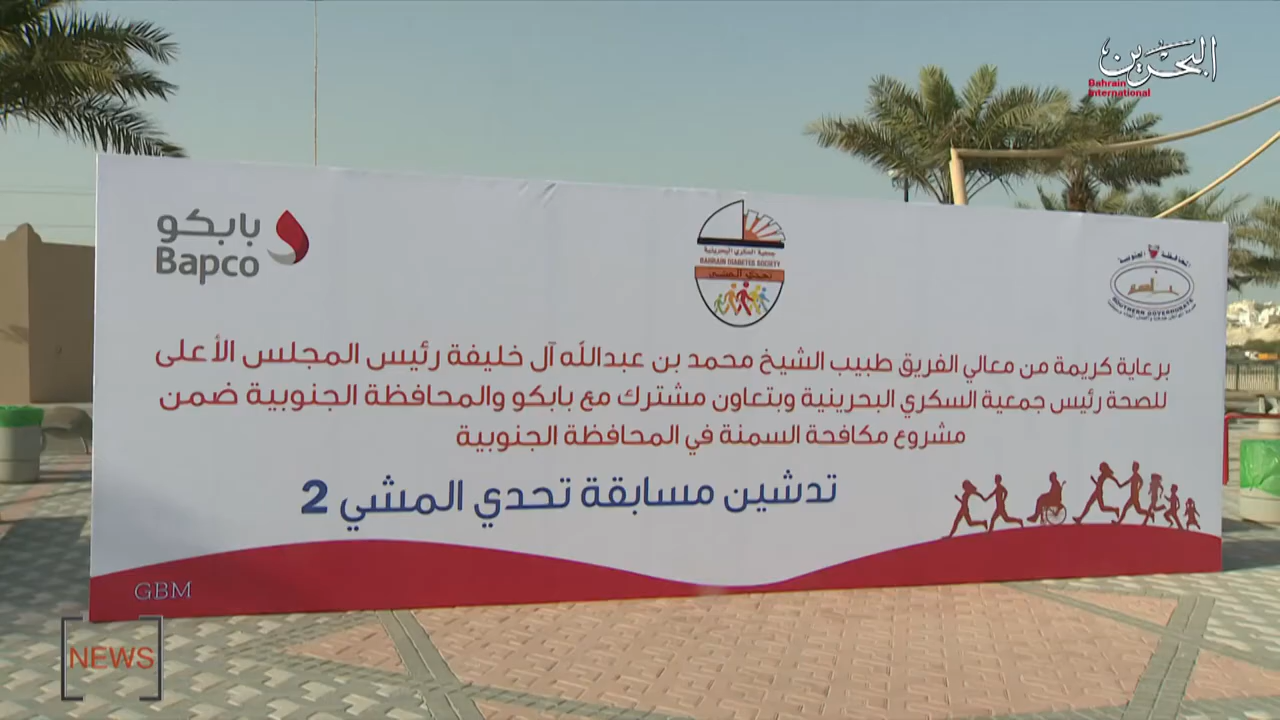 البحرين
Bahrain
International
بابكو
Bapco
جمعية السكري البحرينية
BAHRAIN DIABETES SOCIETY
تحدي المشي
المحافظة الجنوبية
SOUTHERN GOVERNORATE
برعاية كريمة من معالي الفريق طبيب الشيخ محمد بن عبدالله آل خليفة رئيس المجلس الأعلى
للصحة رئيس جمعية السكري البحرينية وبتعاون مشترك مع بابكو والمحافظة الجنوبية ضمن
مشروع مكافحة السمنة في المحافظة الجنوبية
تدشين مسابقة تحدي المشي 2
GBM
NEWS